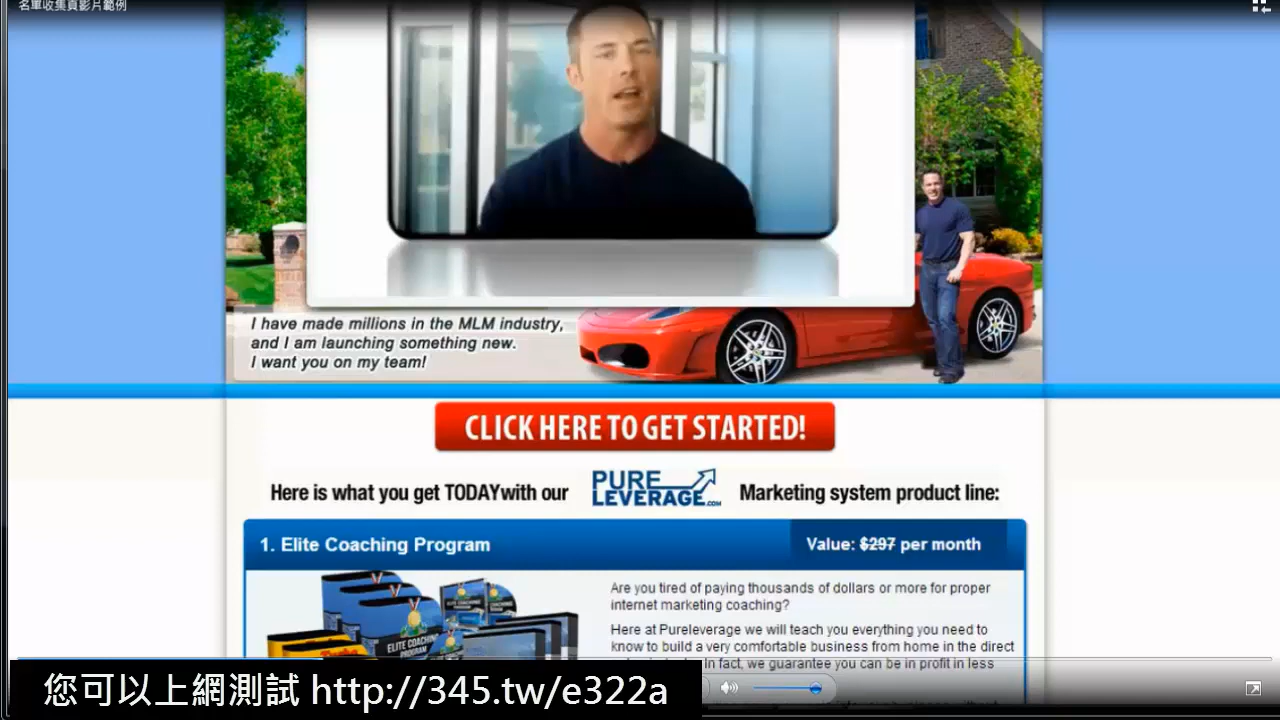 名單收集頁影片範例
I have made millions in the MLM industry,
and I am launching something new.
I want you on my team!
CLICK HERE TO GET STARTED!
Here is what you get TODAYwith our PURE LEVERAGE.COM Marketing system product line:
1. Elite Coaching Program
Value: $297 per month
Are you tired of paying thousands of dollars or more for proper
internet marketing coaching?
Here at Pureleverage we will teach you everything you need to
know to build a very comfortable business from home in the direct
In fact, we guarantee you can be in profit in less
ELITE COACHING
PROGRAM
您可以上網測試 http://345.tw/e322a